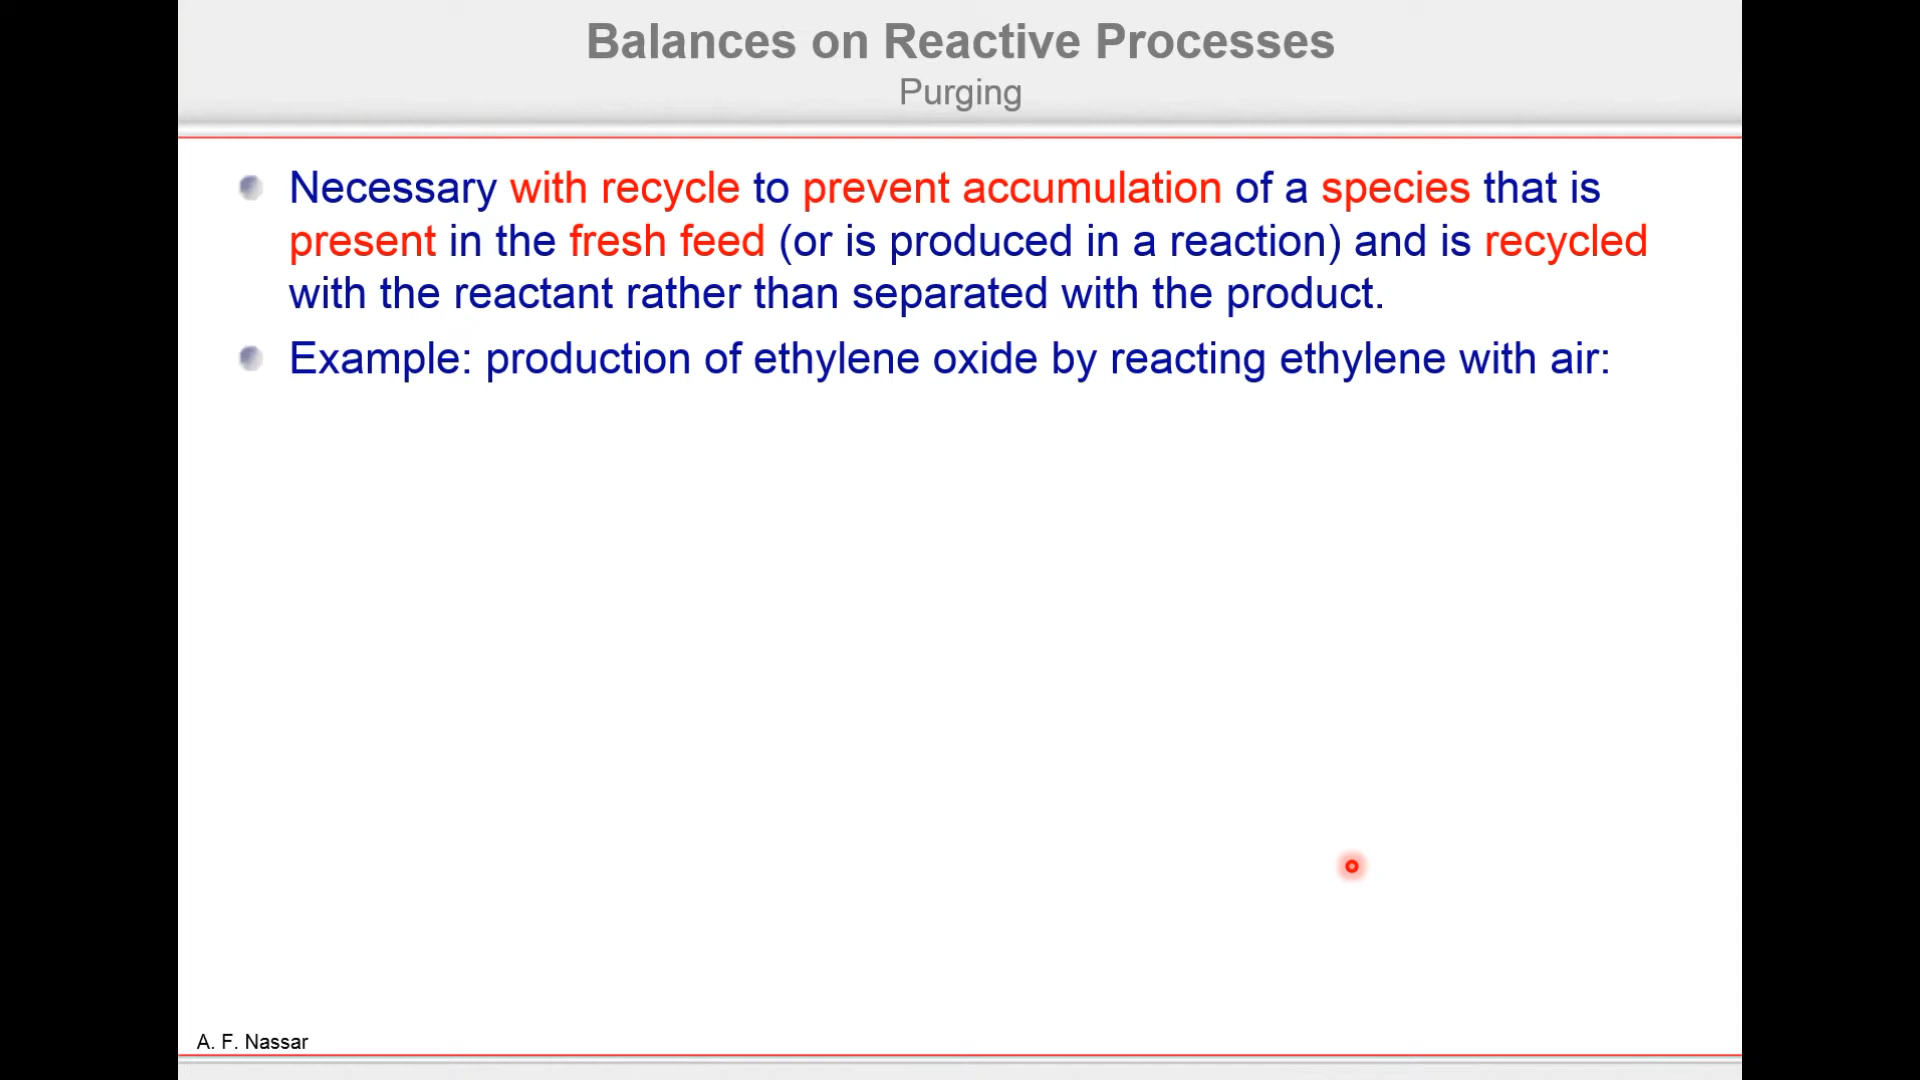 Balances on Reactive Processes
Purging
Necessary with recycle to prevent accumulation of a species that is
present in the fresh feed (or is produced in a reaction) and is recycled
with the reactant rather than separated with the product.
Example: production of ethylene oxide by reacting ethylene with air:
A. F. Nassar